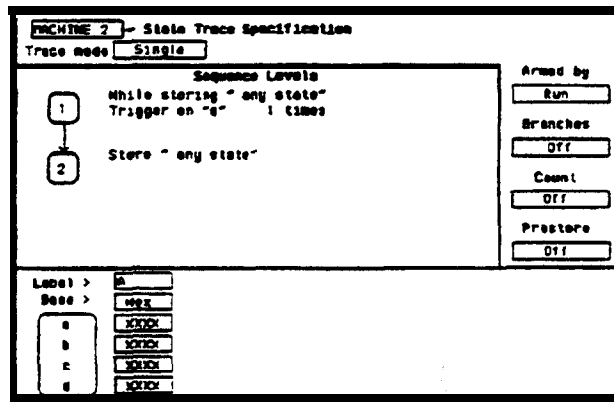 MACHINE 2 - State Trace Specification
Trace mode Single
Sequence Levels
1
While storing " any state"
Trigger on "a" 1 times
2
Store " any state"
Armed by
Run
Branches
Off
Count
Off
Prestore
Off
Label > A
Base > Hex
a XXXX
b XXXX
c XXXX
d XXXX